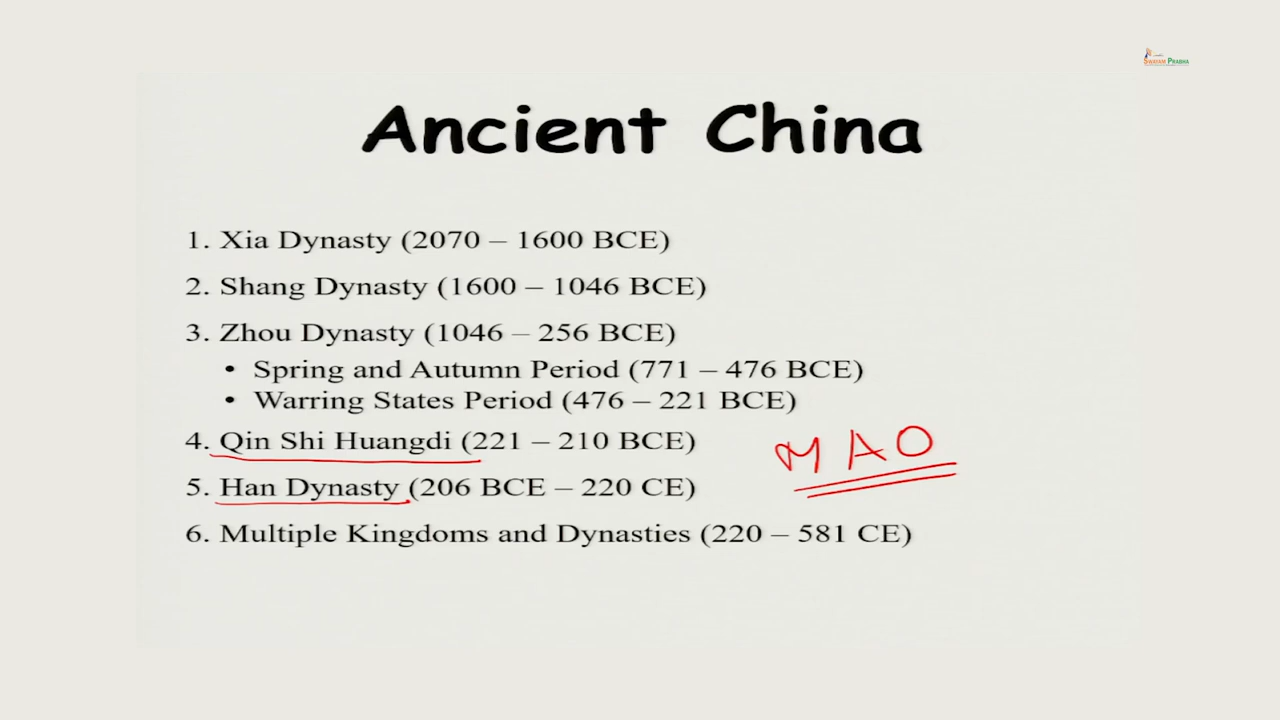 SWAYAM PRABHA
Ancient China
1. Xia Dynasty (2070 – 1600 BCE)
2. Shang Dynasty (1600 – 1046 BCE)
3. Zhou Dynasty (1046 – 256 BCE)
• Spring and Autumn Period (771 – 476 BCE)
• Warring States Period (476 – 221 BCE)
4. Qin Shi Huangdi (221 – 210 BCE)
MAO
5. Han Dynasty (206 BCE – 220 CE)
6. Multiple Kingdoms and Dynasties (220 – 581 CE)